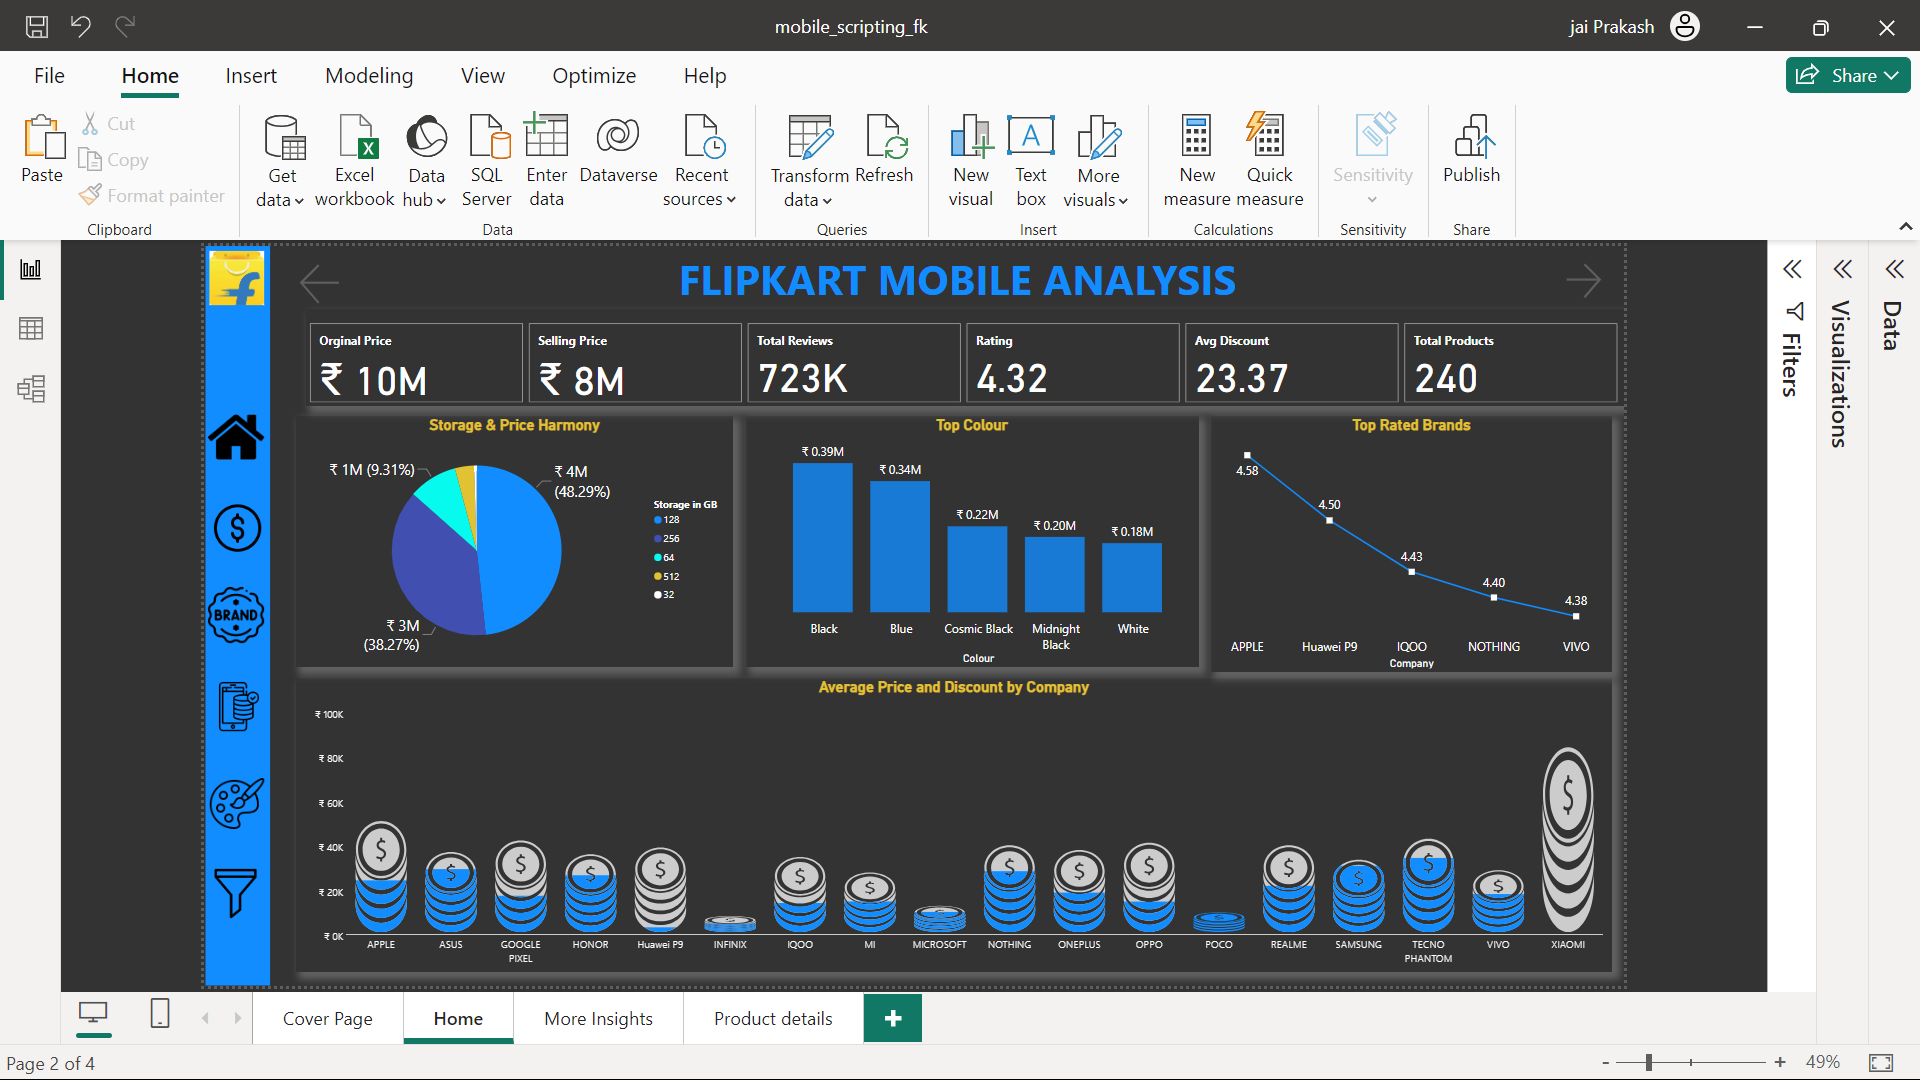 mobile_scripting_fk
jai Prakash
File Home Insert Modeling View Optimize Help
Share
Paste
Cut
Copy
Format painter
Clipboard
Get data
Excel workbook
Data hub
SQL Server
Enter data
Dataverse
Recent sources
Data
Transform data
Refresh
Queries
New visual
Text box
More visuals
Insert
New measure
Quick measure
Calculations
Sensitivity
Sensitivity
Publish
Share
FLIPKART MOBILE ANALYSIS
Orginal Price
₹ 10M
Selling Price
₹ 8M
Total Reviews
723K
Rating
4.32
Avg Discount
23.37
Total Products
240
BRAND
Storage & Price Harmony
₹ 1M (9.31%)
₹ 4M
(48.29%)
₹ 3M
(38.27%)
Storage in GB
128
256
64
512
32
Top Colour
₹ 0.39M
₹ 0.34M
₹ 0.22M
₹ 0.20M
₹ 0.18M
Black
Blue
Cosmic Black
Midnight
Black
White
Colour
Top Rated Brands
4.58
4.50
4.43
4.40
4.38
APPLE
Huawei P9
IQOO
NOTHING
VIVO
Company
Average Price and Discount by Company
₹ 100K
₹ 80K
₹ 60K
₹ 40K
₹ 20K
₹ 0K
APPLE
ASUS
GOOGLE
PIXEL
HONOR
Huawei P9
INFINIX
IQOO
MI
MICROSOFT
NOTHING
ONEPLUS
OPPO
POCO
REALME
SAMSUNG
TECNO
PHANTOM
VIVO
XIAOMI
Filters
Visualizations
Data
Cover Page
Home
More Insights
Product details
Page 2 of 4
- + 49%